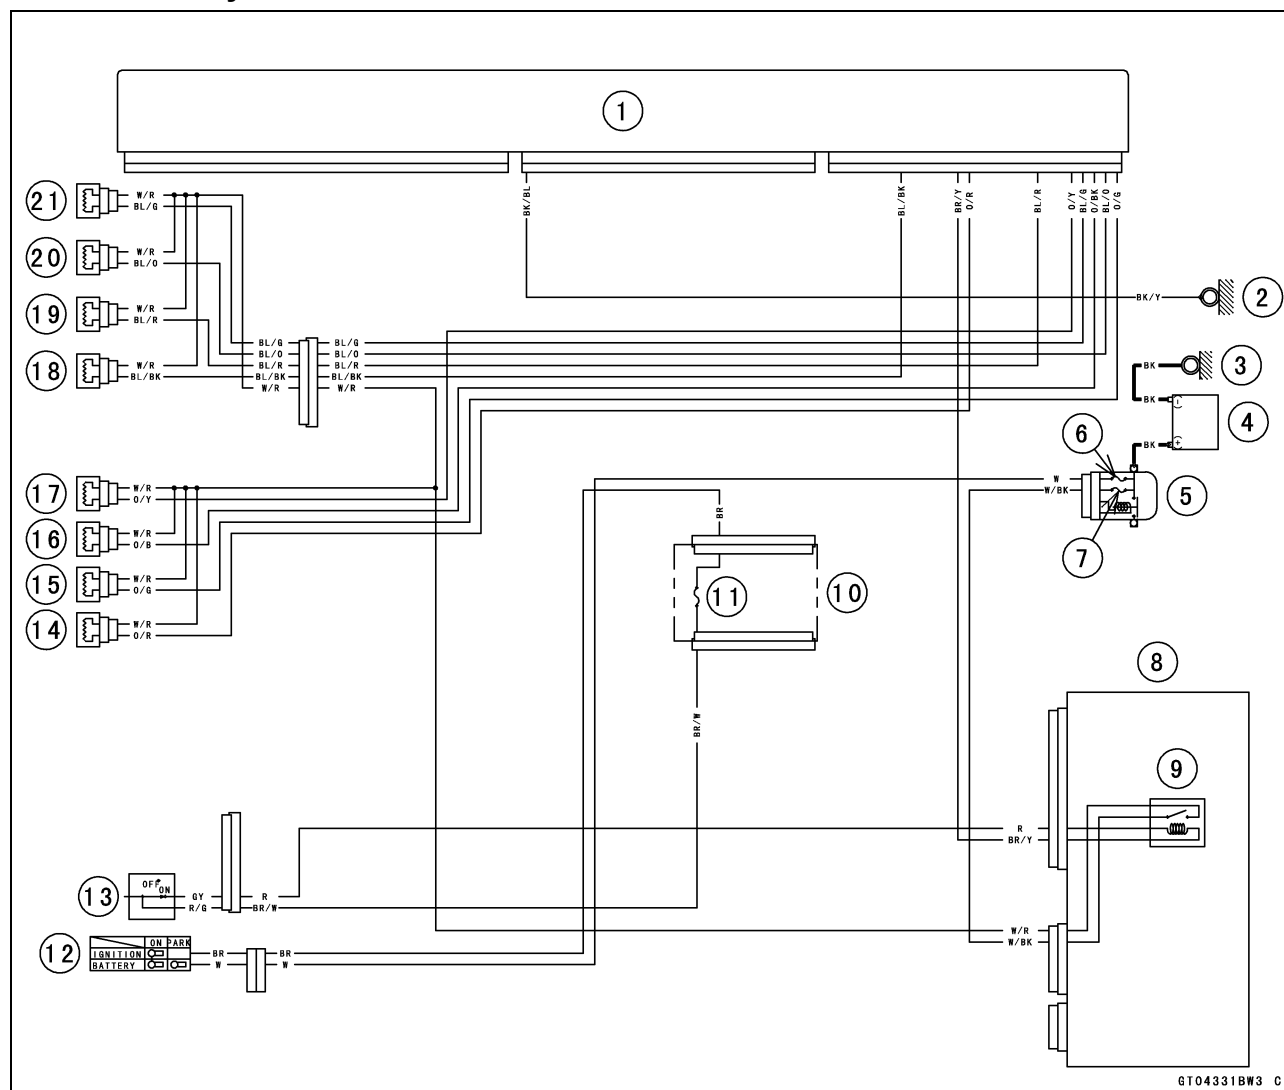 1
21
W/R
BL/G
20
W/R
BL/O
19
W/R
BL/R
18
W/R
BL/BK
BK/BL
BL/BK
BR/Y
O/R
BL/R
O/Y
BL/G
O/BK
BL/O
O/G
BK/Y
2
BL/G BL/G
BL/O BL/O
BL/R BL/R
BL/BK BL/BK
W/R W/R
BK
3
BK
(-)
4
BK
(+)
6
W
W/BK
5
7
17
W/R
O/Y
16
W/R
O/B
15
W/R
O/G
14
W/R
O/R
BR
11
10
BR/W
8
9
R
BR/Y
13
OFF
ON
GY R
R/G BR/W
W/R
W/BK
12
ON PARK
IGNITION
BATTERY
BR BR
W W
GT04331BW3 C